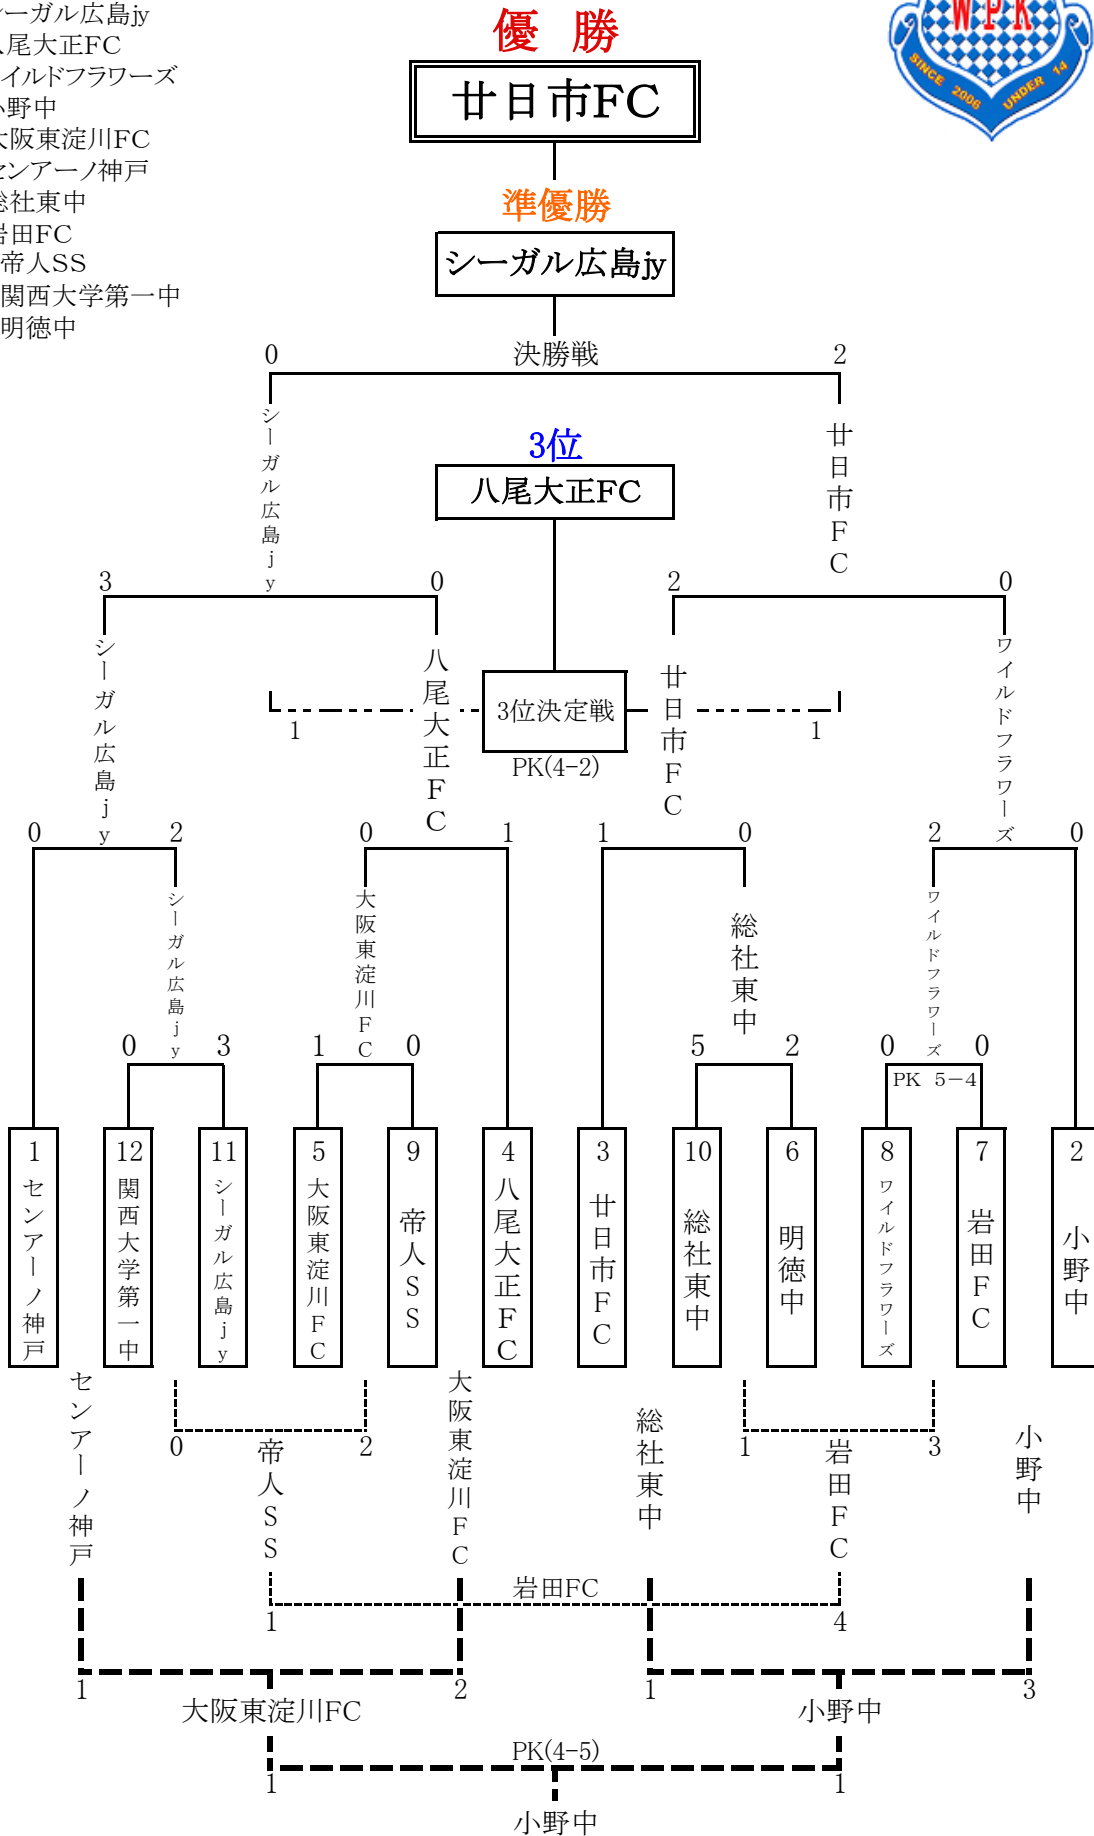 シーガル広島jy
八尾大正FC
ワイルドフラワーズ
小野中
大阪東淀川FC
センアーノ神戸
総社東中
岩田FC
帝人SS
関西大学第一中
明徳中
WPK
SINCE 2006 UNDER 14
優 勝
廿日市FC
準優勝
シーガル広島jy
0 決勝戦 2
シーガル広島jy
廿日市FC
3位
八尾大正FC
3 0 2 0
シーガル広島jy
八尾大正FC
廿日市FC
ワイルドフラワーズ
3位決定戦
1 1
PK(4-2)
0 2 0 1 1 0 2 0
シーガル広島jy
大阪東淀川FC
総社東中
ワイルドフラワーズ
0 3 1 0 5 2 0 0
PK 5-4
1 センアーノ神戸
12 関西大学第一中
11 シーガル広島jy
5 大阪東淀川FC
9 帝人SS
4 八尾大正FC
3 廿日市FC
10 総社東中
6 明徳中
8 ワイルドフラワーズ
7 岩田FC
2 小野中
センアーノ神戸
0 2
帝人SS
大阪東淀川FC
総社東中
1 3
岩田FC
小野中
岩田FC
1 4
1 2 1 3
大阪東淀川FC 小野中
PK(4-5)
1 1
小野中